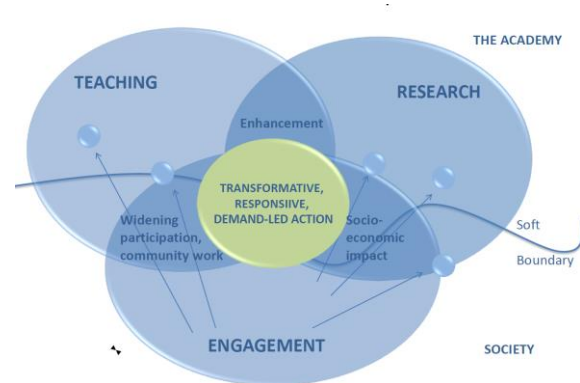 THE ACADEMY
TEACHING
RESEARCH
Enhancement
TRANSFORMATIVE,
RESPONSIIVE,
DEMAND-LED ACTION
Widening
participation,
community work
Socio-
economic
impact
Soft
Boundary
ENGAGEMENT
SOCIETY